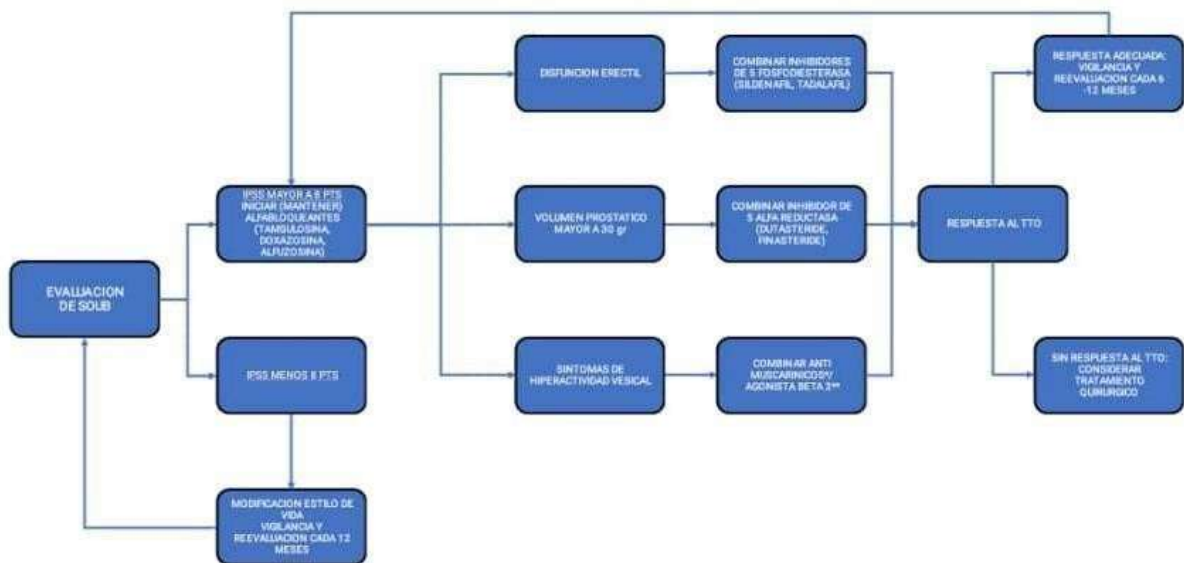 EVALUACION
DE SOUB
IPSS MAYOR A 8 PTS
INICIAR (MANTENER)
ALFABLOQUEANTES
(TAMSULOSINA,
DOXAZOSINA,
ALFUZOSINA)
IPSS MENOS 8 PTS
MODIFICACION ESTILO DE
VIDA
VIGILANCIA Y
REEVALUACION CADA 12
MESES
DISFUNCION ERECTIL
COMBINAR INHIBIDORES
DE 5 FOSFODIESTERASA
(SILDENAFIL, TADALAFIL)
VOLUMEN PROSTATICO
MAYOR A 30 gr
COMBINAR INHIBIDOR DE
5 ALFA REDUCTASA
(DUTASTERIDE,
FINASTERIDE)
SINTOMAS DE
HIPERACTIVIDAD VESICAL
COMBINAR ANTI
MUSCARINICOS*/
AGONISTA BETA 3**
RESPUESTA AL TTO
RESPUESTA ADECUADA:
VIGILANCIA Y
REEVALUACION CADA 6
-12 MESES
SIN RESPUESTA AL TTO:
CONSIDERAR
TRATAMIENTO
QUIRURGICO